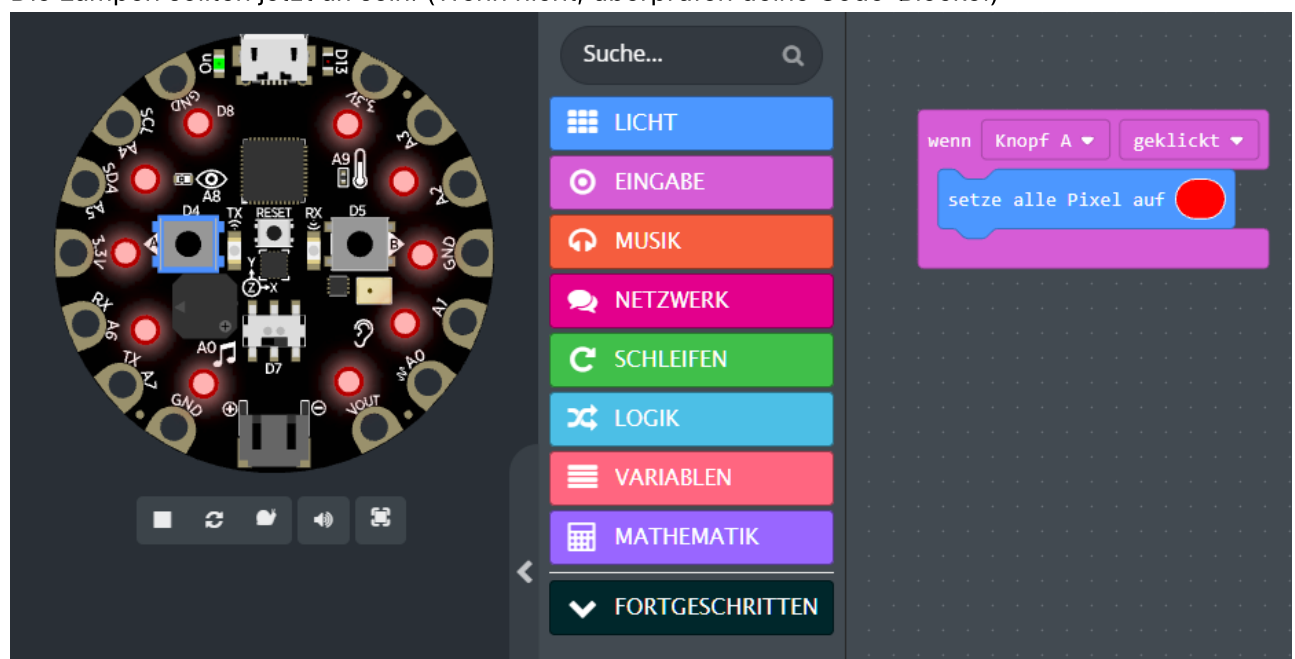 Suche...
LICHT
EINGABE
MUSIK
NETZWERK
SCHLEIFEN
LOGIK
VARIABLEN
MATHEMATIK
FORTGESCHRITTEN
wenn Knopf A geklickt
setze alle Pixel auf
On
D13
GND
D8
3.3V
SCL
A4
A9
A3
SDA
A5
A8
A2
D4
TX
RESET
RX
D5
3.3V
A
B
GND
Y
Z
X
RX
A6
A1
TX
A7
A0
D7
A0
GND
VOUT